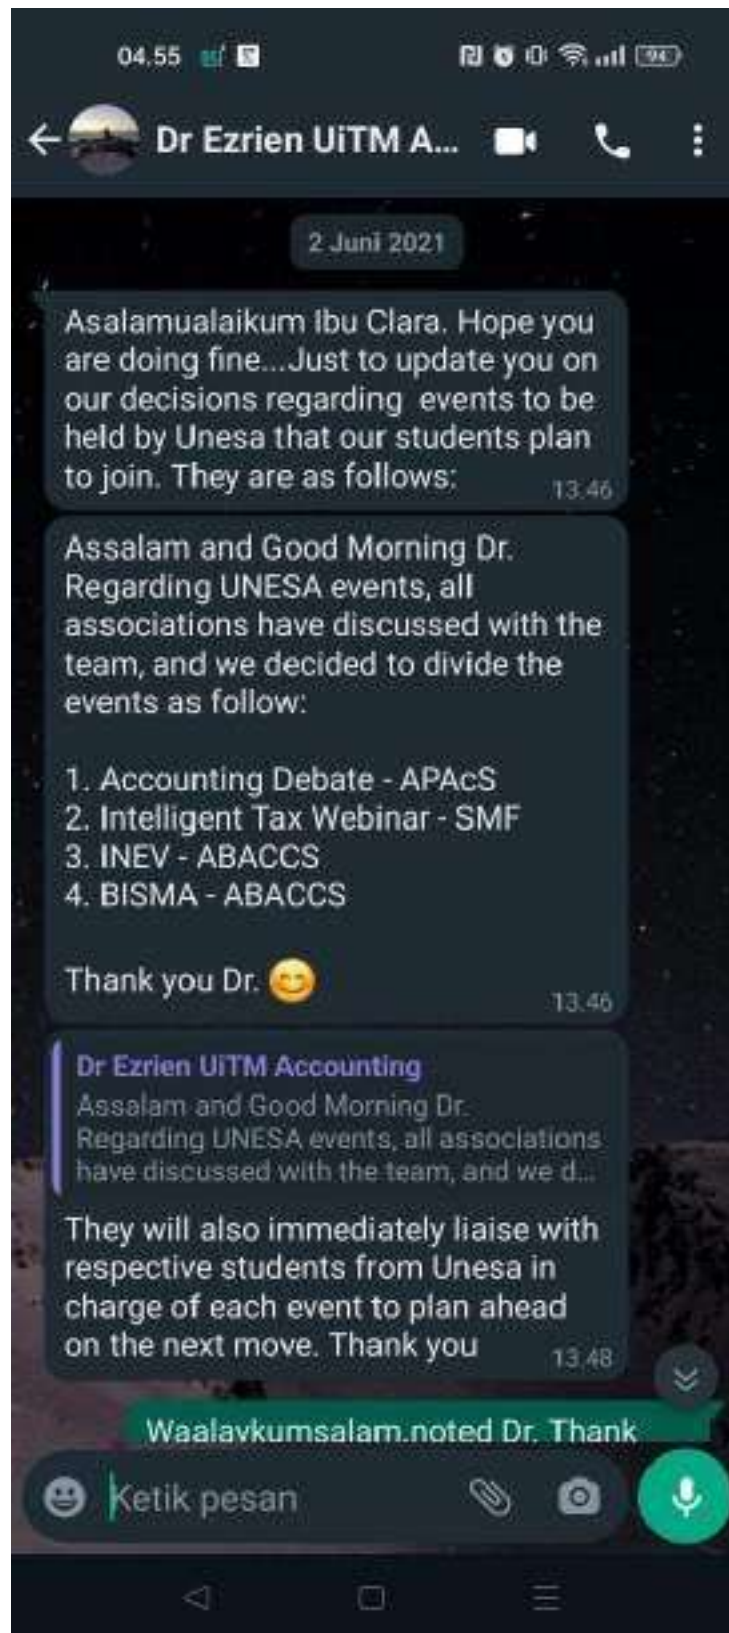 04.55
94
Dr Ezrien UiTM A...
2 Juni 2021
Asalamualaikum Ibu Clara. Hope you
are doing fine...Just to update you on
our decisions regarding events to be
held by Unesa that our students plan
to join. They are as follows:
13.46
Assalam and Good Morning Dr.
Regarding UNESA events, all
associations have discussed with the
team, and we decided to divide the
events as follow:
1. Accounting Debate - APAcS
2. Intelligent Tax Webinar - SMF
3. INEV - ABACCS
4. BISMA - ABACCS
Thank you Dr. 😊
13.46
Dr Ezrien UiTM Accounting
Assalam and Good Morning Dr.
Regarding UNESA events, all associations
have discussed with the team, and we d...
They will also immediately liaise with
respective students from Unesa in
charge of each event to plan ahead
on the next move. Thank you
13.48
Waalaykumsalam.noted Dr. Thank
Ketik pesan